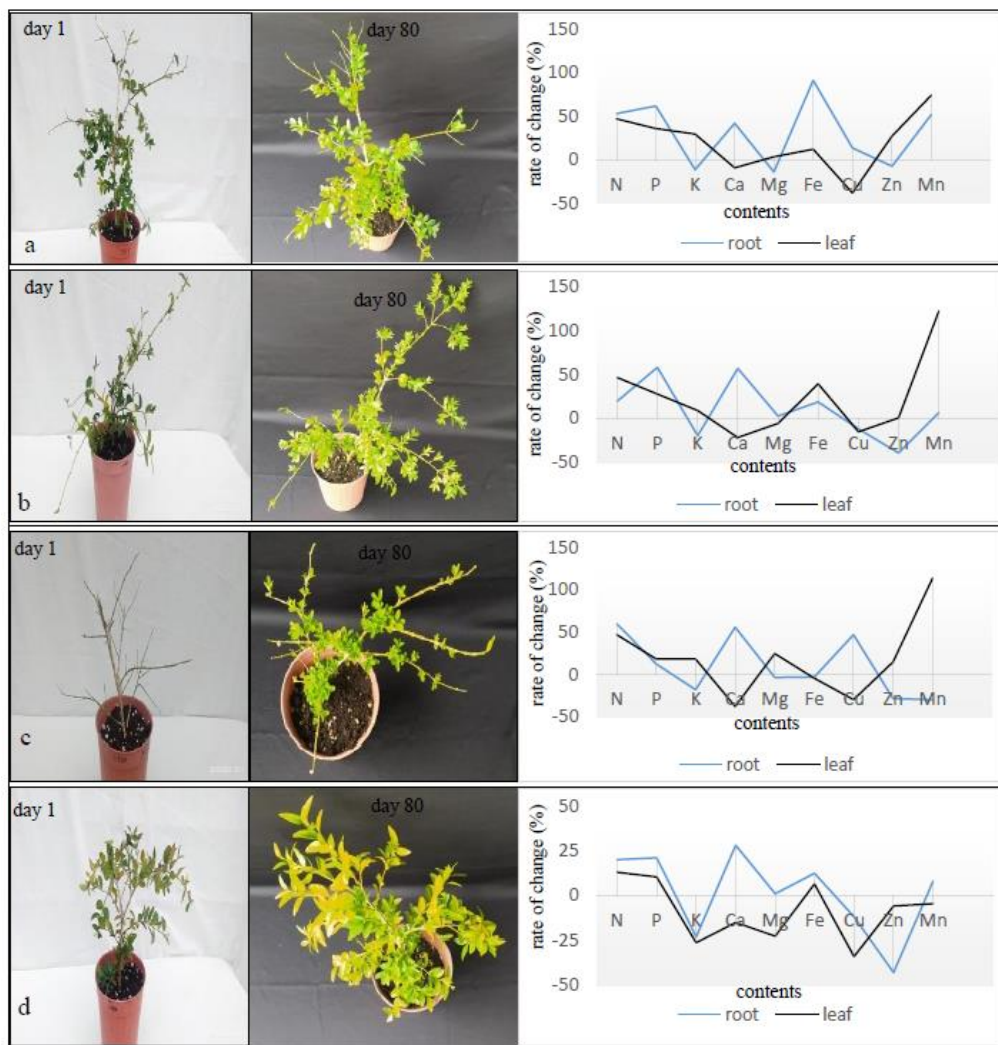 day 1
day 80
a
150
100
50
0
-50
rate of change (%)
N P K Ca Mg Fe Cu Zn Mn
contents
root leaf
day 1
day 80
b
150
100
50
0
-50
rate of change (%)
N P K Ca Mg Fe Cu Zn Mn
contents
root leaf
day 1
day 80
c
150
100
50
0
-50
rate of change (%)
N P K Ca Mg Fe Cu Zn Mn
contents
root leaf
day 1
day 80
d
50
25
0
-25
-50
rate of change (%)
N P K Ca Mg Fe Cu Zn Mn
contents
root leaf